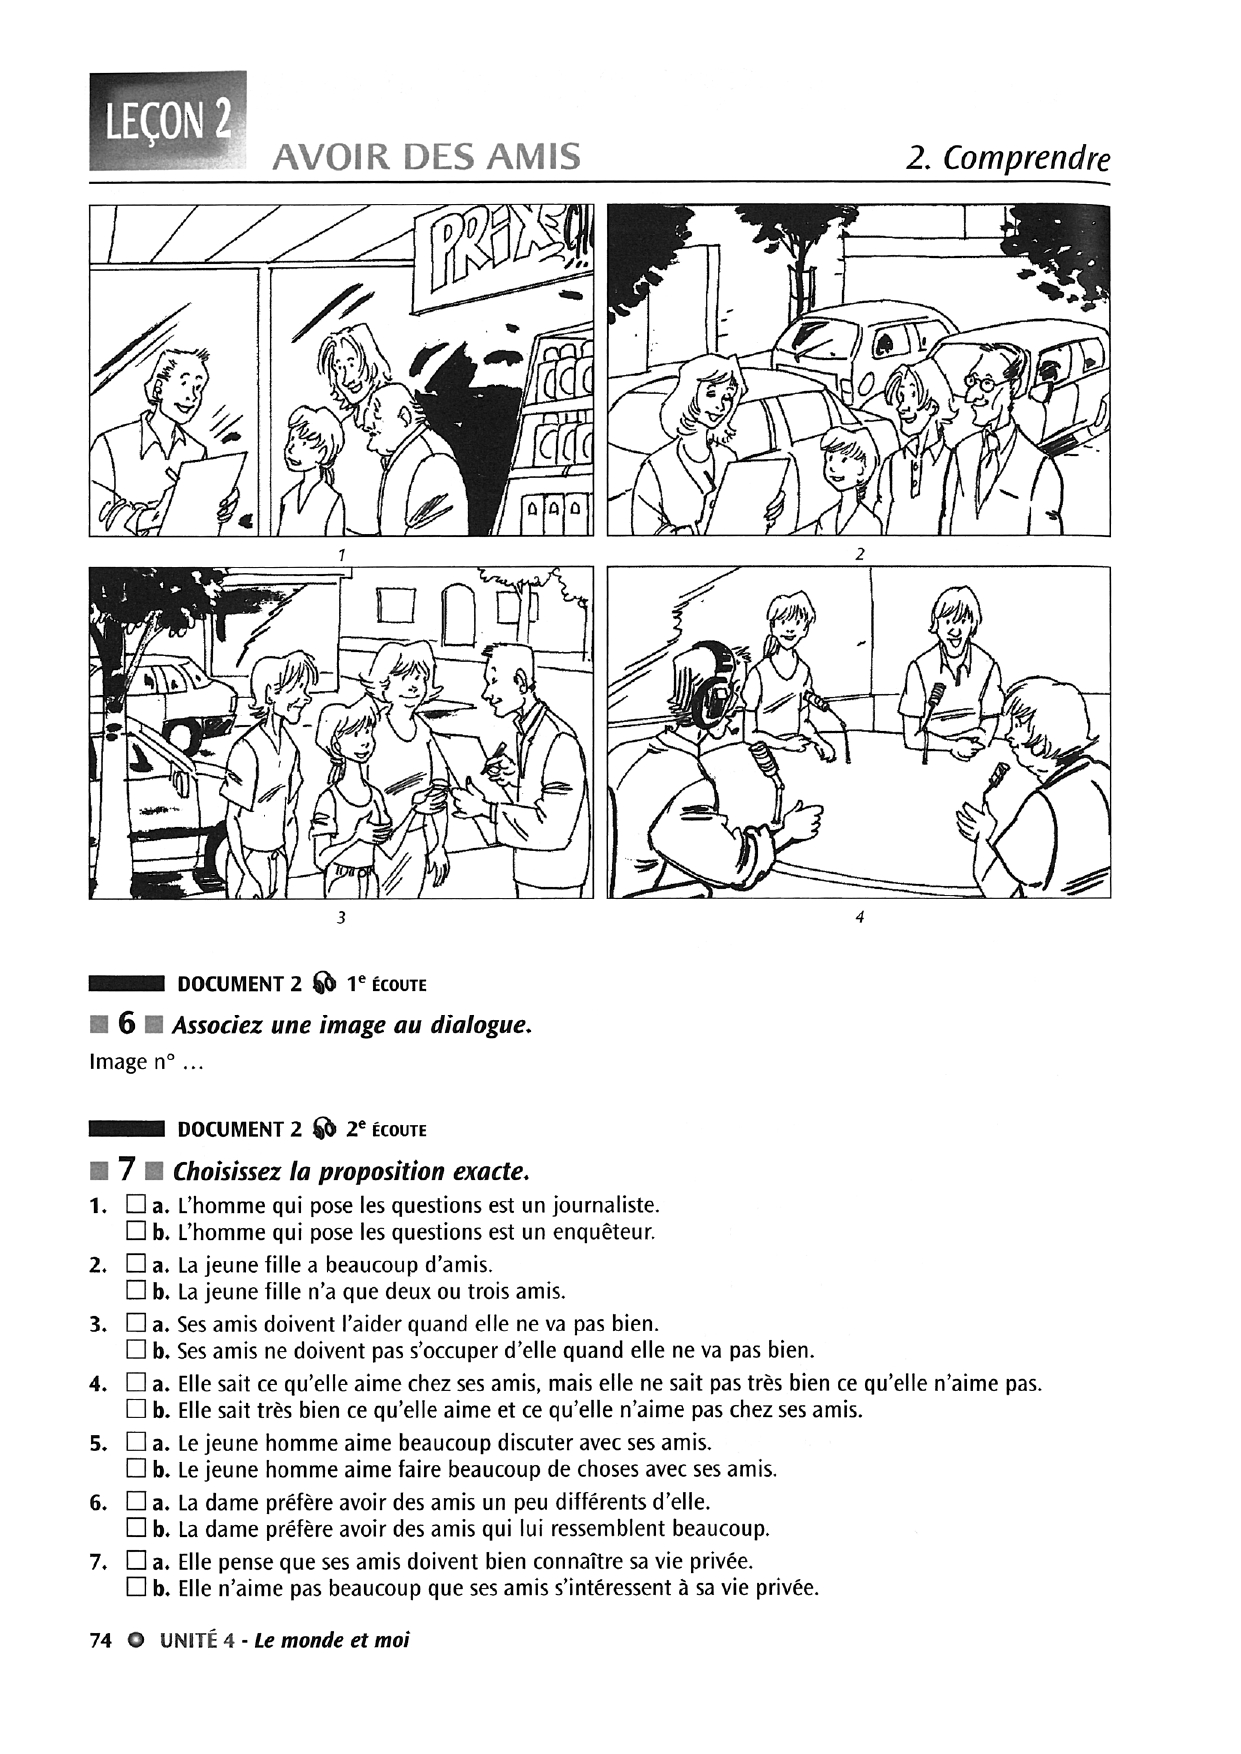 LEÇON 2
AVOIR DES AMIS
2. Comprendre
PRIX CH
1
2
3
4
DOCUMENT 2 1e ÉCOUTE
6 Associez une image au dialogue.
Image n° ...
DOCUMENT 2 2e ÉCOUTE
7 Choisissez la proposition exacte.
1. a. L'homme qui pose les questions est un journaliste.
b. L'homme qui pose les questions est un enquêteur.
2. a. La jeune fille a beaucoup d'amis.
b. La jeune fille n'a que deux ou trois amis.
3. a. Ses amis doivent l'aider quand elle ne va pas bien.
b. Ses amis ne doivent pas s'occuper d'elle quand elle ne va pas bien.
4. a. Elle sait ce qu'elle aime chez ses amis, mais elle ne sait pas très bien ce qu'elle n'aime pas.
b. Elle sait très bien ce qu'elle aime et ce qu'elle n'aime pas chez ses amis.
5. a. Le jeune homme aime beaucoup discuter avec ses amis.
b. Le jeune homme aime faire beaucoup de choses avec ses amis.
6. a. La dame préfère avoir des amis un peu différents d'elle.
b. La dame préfère avoir des amis qui lui ressemblent beaucoup.
7. a. Elle pense que ses amis doivent bien connaître sa vie privée.
b. Elle n'aime pas beaucoup que ses amis s'intéressent à sa vie privée.
74 UNITÉ 4 - Le monde et moi